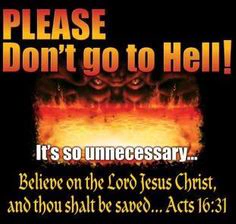 PLEASE
Don't go to Hell!
It's so unnecessary...
Believe on the Lord Jesus Christ,
and thou shalt be saved... Acts 16:31